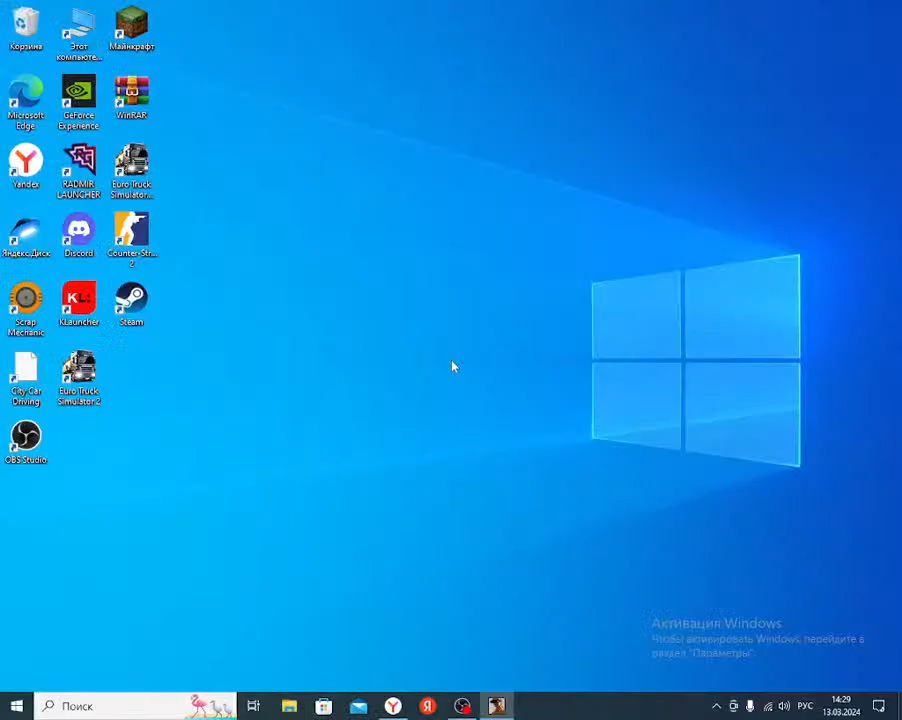 Корзина
Этот
компьюте...
Майнкрафт
Microsoft
Edge
GeForce
Experience
WinRAR
Yandex
RADMIR
LAUNCHER
Euro Truck
Simulator...
Яндекс.Диск
Discord
Counter-Str...
2
Scrap
Mechanic
KLauncher
Steam
City Car
Driving
Euro Truck
Simulator 2
OBS Studio
Активация Windows
Чтобы активировать Windows, перейдите в
раздел "Параметры".
Поиск
РУС
14:29
13.03.2024